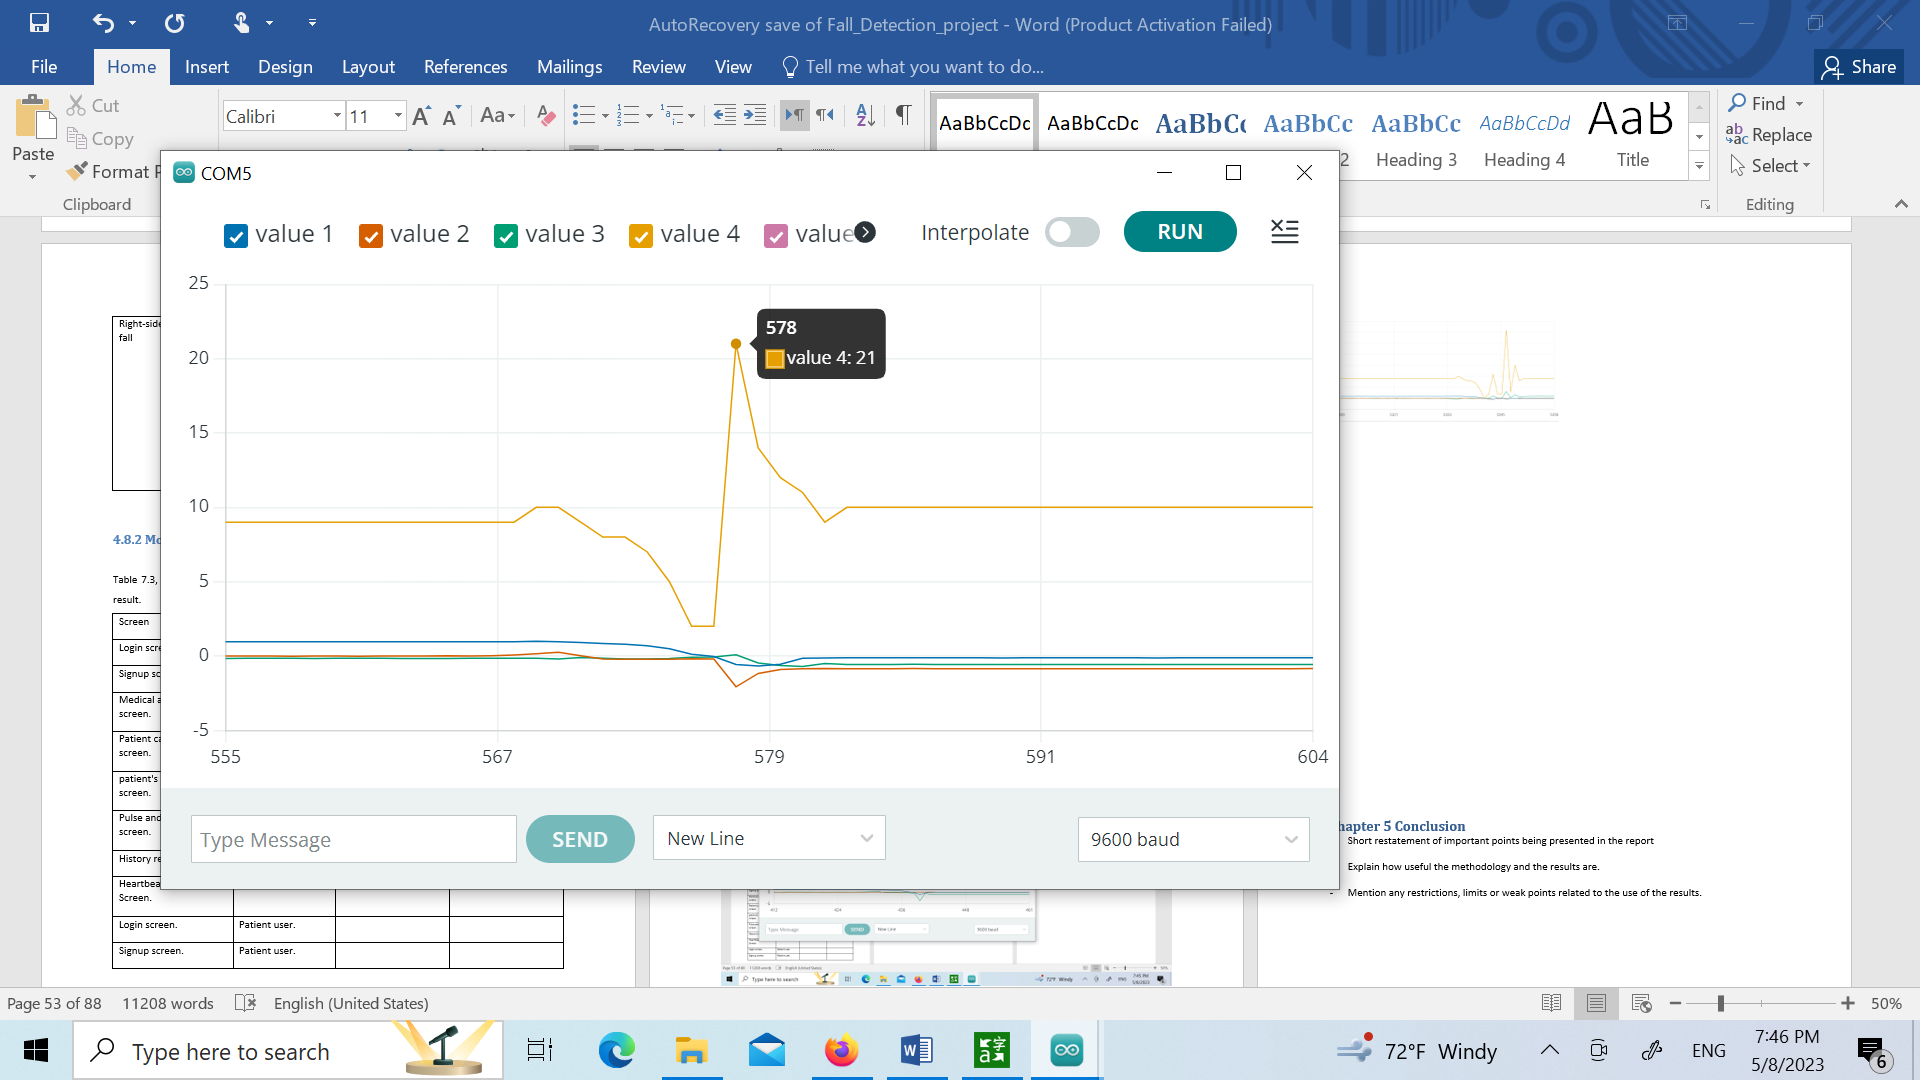 AutoRecovery save of Fall_Detection_project - Word (Product Activation Failed)
File Home Insert Design Layout References Mailings Review View Tell me what you want to do... Share
Paste
Cut
Copy
Format P
Clipboard
Calibri 11
AaBbCcDc AaBbCcDc AaBbC AaBbCc AaBbCc AaBbCcDd AaB
2 Heading 3 Heading 4 Title
Find
Replace
Select
Editing
COM5
value 1 value 2 value 3 value 4 value Interpolate RUN
25
20
15
10
5
0
-5
555 567 579 591 604
578
value 4: 21
Type Message SEND New Line 9600 baud
Right-side
fall
4.8.2 Mo
Table 7.3,
result.
Screen
Login scre
Signup sc
Medical a
screen.
Patient ca
screen.
patient's
screen.
Pulse and
screen.
History re
Heartbea
Screen.
Login screen. Patient user.
Signup screen. Patient user.
hapter 5 Conclusion
Short restatement of important points being presented in the report
Explain how useful the methodology and the results are.
- Mention any restrictions, limits or weak points related to the use of the results.
Page 53 of 88 11208 words English (United States) 50%
Type here to search
72°F Windy ENG
7:46 PM
5/8/2023
6